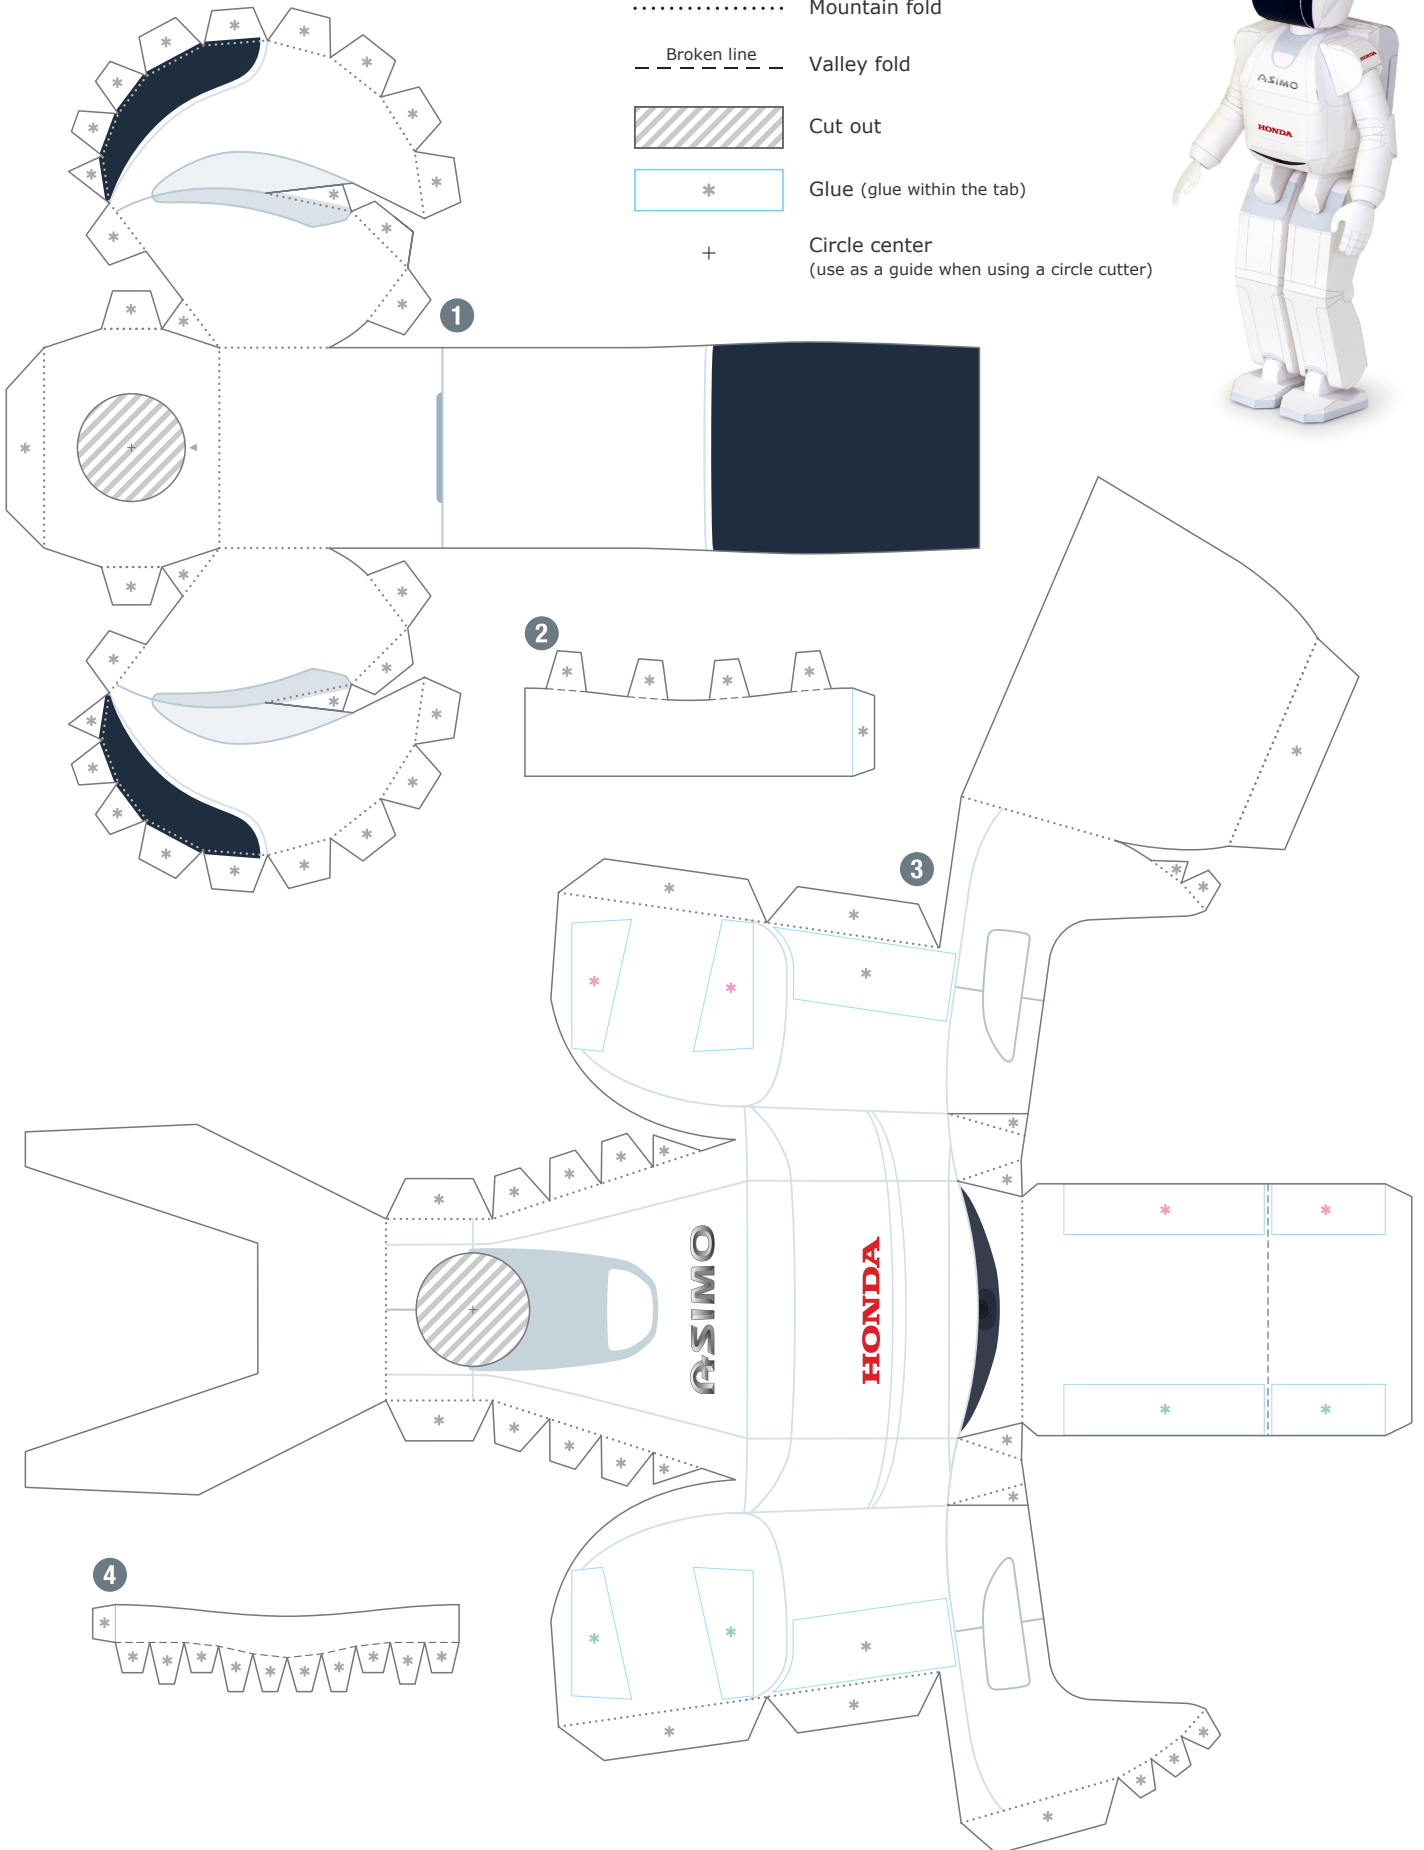 Mountain fold
Broken line
Valley fold
Cut out
Glue (glue within the tab)
Circle center
(use as a guide when using a circle cutter)
ASIMO
HONDA
HONDA
1
2
3
ASIMO
HONDA
4